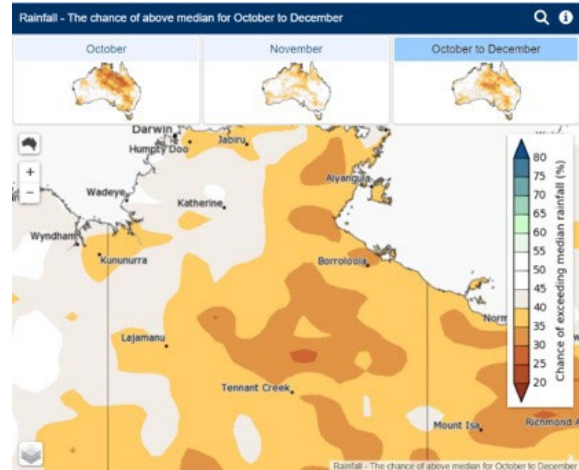 Rainfall - The chance of above median for October to December
October
November
October to December
Darwin
Humpty Doo
Jabiru
Alyangula
Wadeye
Katherine
Wyndham
Kununurra
Borroloola
Norm
Lajamanu
Tennant Creek
Mount Isa
Richmond
+
−
80
75
70
65
60
55
50
45
40
35
30
25
20
Chance of exceeding median rainfall (%)
Rainfall - The chance of above median for October to December